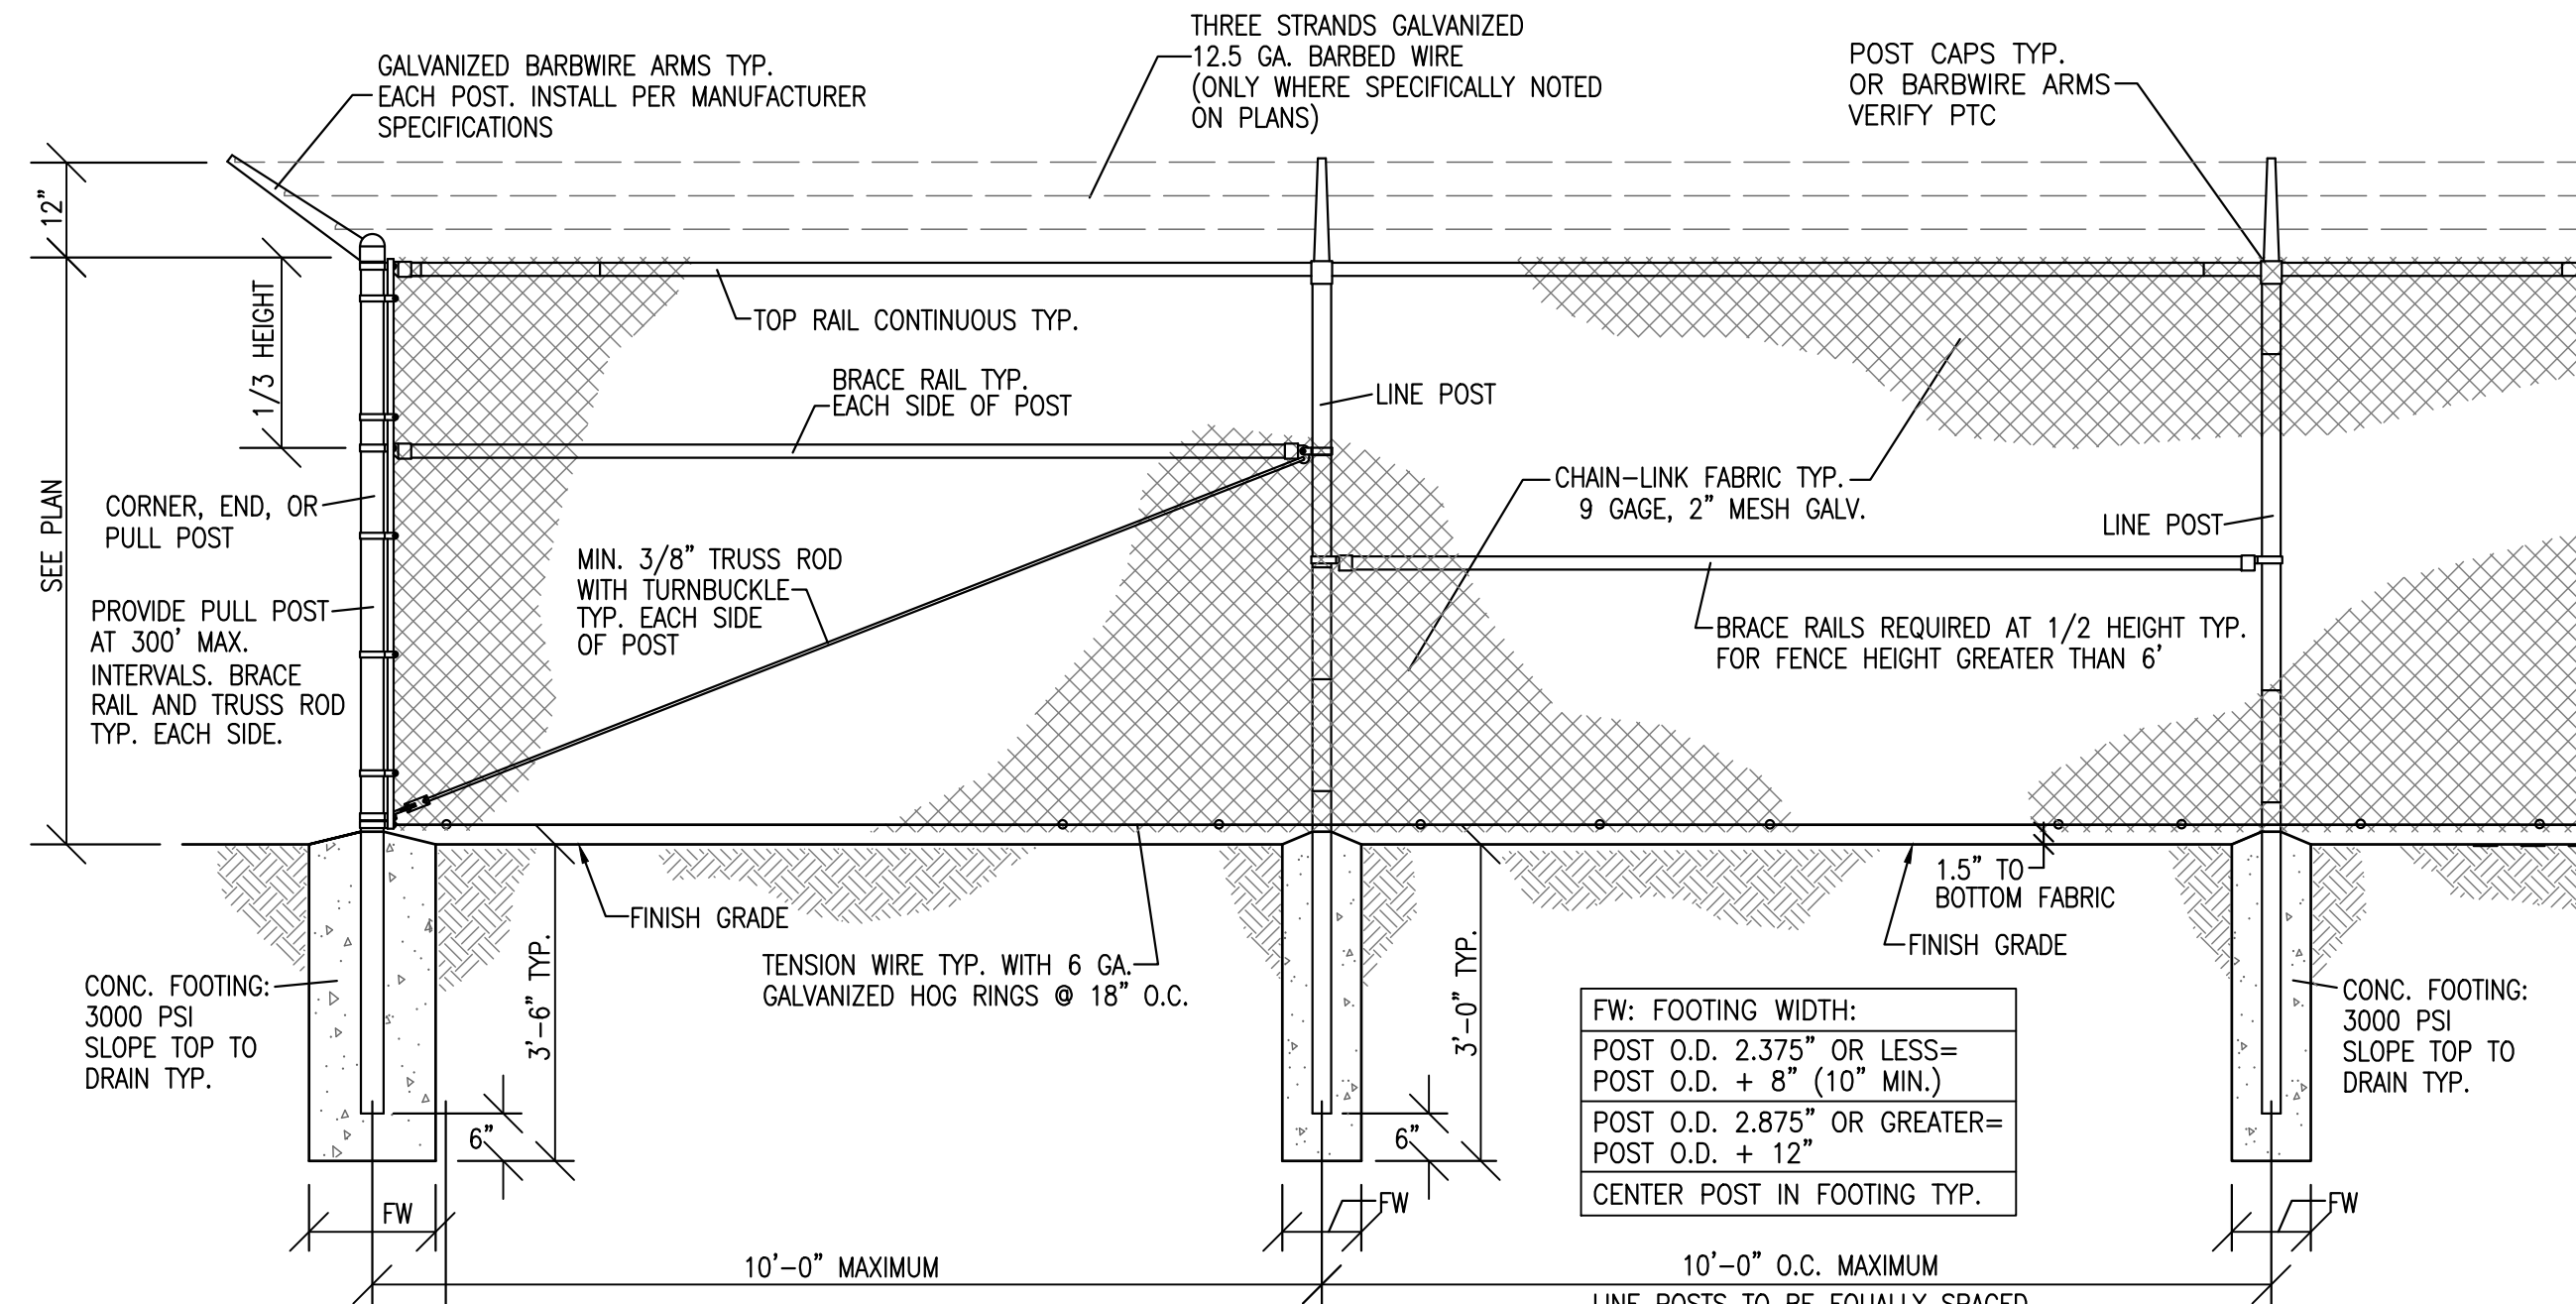 THREE STRANDS GALVANIZED
12.5 GA. BARBED WIRE
(ONLY WHERE SPECIFICALLY NOTED
ON PLANS)
GALVANIZED BARBWIRE ARMS TYP.
EACH POST. INSTALL PER MANUFACTURER
SPECIFICATIONS
POST CAPS TYP.
OR BARBWIRE ARMS
VERIFY PTC
12"
1/3 HEIGHT
SEE PLAN
TOP RAIL CONTINUOUS TYP.
BRACE RAIL TYP.
EACH SIDE OF POST
LINE POST
CHAIN-LINK FABRIC TYP.
9 GAGE, 2" MESH GALV.
LINE POST
CORNER, END, OR
PULL POST
MIN. 3/8" TRUSS ROD
WITH TURNBUCKLE
TYP. EACH SIDE
OF POST
PROVIDE PULL POST
AT 300' MAX.
INTERVALS. BRACE
RAIL AND TRUSS ROD
TYP. EACH SIDE.
BRACE RAILS REQUIRED AT 1/2 HEIGHT TYP.
FOR FENCE HEIGHT GREATER THAN 6'
1.5" TO
BOTTOM FABRIC
FINISH GRADE
FINISH GRADE
TENSION WIRE TYP. WITH 6 GA.
GALVANIZED HOG RINGS @ 18" O.C.
3'-6" TYP.
3'-0" TYP.
CONC. FOOTING:
3000 PSI
SLOPE TOP TO
DRAIN TYP.
CONC. FOOTING:
3000 PSI
SLOPE TOP TO
DRAIN TYP.
FW: FOOTING WIDTH:
POST O.D. 2.375" OR LESS=
POST O.D. + 8" (10" MIN.)
POST O.D. 2.875" OR GREATER=
POST O.D. + 12"
CENTER POST IN FOOTING TYP.
6"
6"
FW
FW
FW
10'-0" MAXIMUM
10'-0" O.C. MAXIMUM
LINE POSTS TO BE EQUALLY SPACED